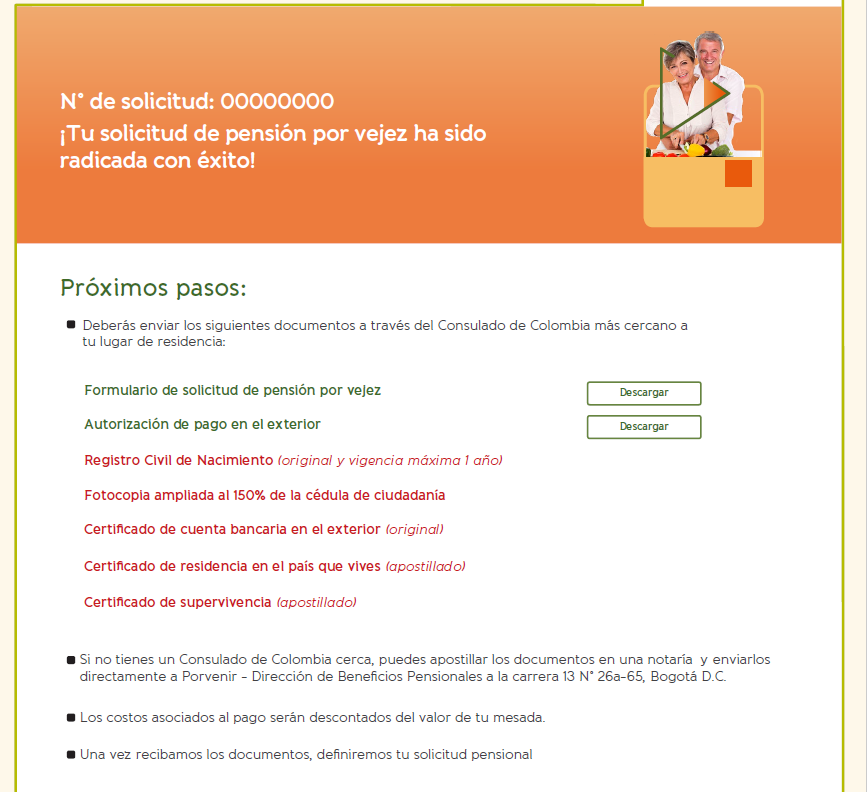 N° de solicitud: 00000000
¡Tu solicitud de pensión por vejez ha sido
radicada con éxito!
Próximos pasos:
Deberás enviar los siguientes documentos a través del Consulado de Colombia más cercano a
tu lugar de residencia:
Formulario de solicitud de pensión por vejez
Descargar
Autorización de pago en el exterior
Descargar
Registro Civil de Nacimiento (original y vigencia máxima 1 año)
Fotocopia ampliada al 150% de la cédula de ciudadanía
Certificado de cuenta bancaria en el exterior (original)
Certificado de residencia en el país que vives (apostillado)
Certificado de supervivencia (apostillado)
Si no tienes un Consulado de Colombia cerca, puedes apostillar los documentos en una notaría y enviarlos
directamente a Porvenir - Dirección de Beneficios Pensionales a la carrera 13 N° 26a-65, Bogotá D.C.
Los costos asociados al pago serán descontados del valor de tu mesada.
Una vez recibamos los documentos, definiremos tu solicitud pensional